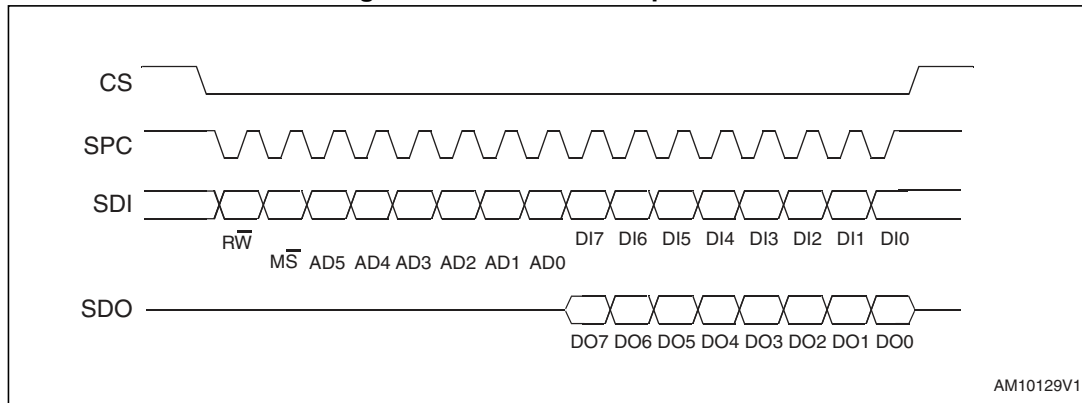 CS
SPC
SDI
RW̅
DI7 DI6 DI5 DI4 DI3 DI2 DI1 DI0
MS̅ AD5 AD4 AD3 AD2 AD1 AD0
SDO
DO7 DO6 DO5 DO4 DO3 DO2 DO1 DO0
AM10129V1